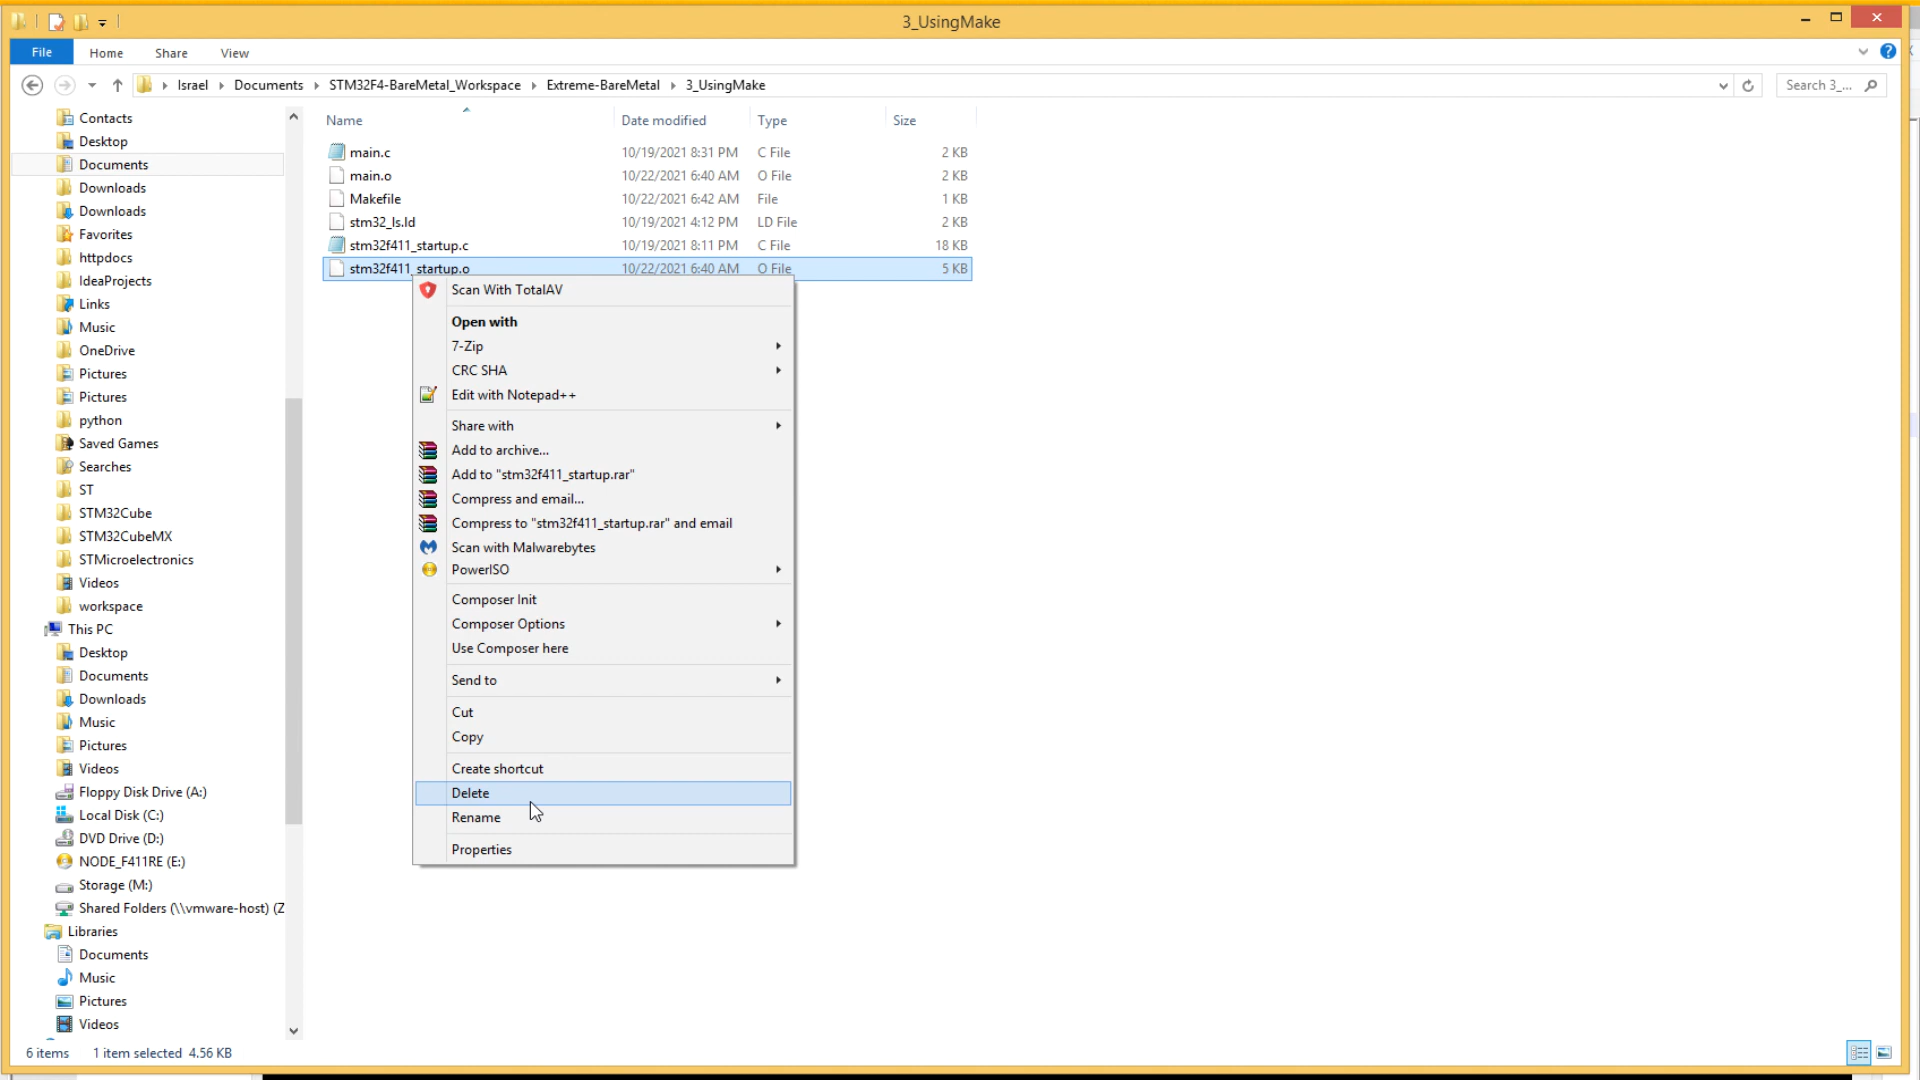 3_UsingMake
File Home Share View
Israel Documents STM32F4-BareMetal_Workspace Extreme-BareMetal 3_UsingMake
Search 3_...
Name Date modified Type Size
main.c 10/19/2021 8:31 PM C File 2 KB
main.o 10/22/2021 6:40 AM O File 2 KB
Makefile 10/22/2021 6:42 AM File 1 KB
stm32_ls.ld 10/19/2021 4:12 PM LD File 2 KB
stm32f411_startup.c 10/19/2021 8:11 PM C File 18 KB
stm32f411_startup.o 10/22/2021 6:40 AM O File 5 KB
Contacts
Desktop
Documents
Downloads
Downloads
Favorites
httpdocs
IdeaProjects
Links
Music
OneDrive
Pictures
Pictures
python
Saved Games
Searches
ST
STM32Cube
STM32CubeMX
STMicroelectronics
Videos
workspace
This PC
Desktop
Documents
Downloads
Music
Pictures
Videos
Floppy Disk Drive (A:)
Local Disk (C:)
DVD Drive (D:)
NODE_F411RE (E:)
Storage (M:)
Shared Folders (\\vmware-host) (Z
Libraries
Documents
Music
Pictures
Videos
Scan With TotalAV
Open with
7-Zip
CRC SHA
Edit with Notepad++
Share with
Add to archive...
Add to "stm32f411_startup.rar"
Compress and email...
Compress to "stm32f411_startup.rar" and email
Scan with Malwarebytes
PowerISO
Composer Init
Composer Options
Use Composer here
Send to
Cut
Copy
Create shortcut
Delete
Rename
Properties
6 items 1 item selected 4.56 KB